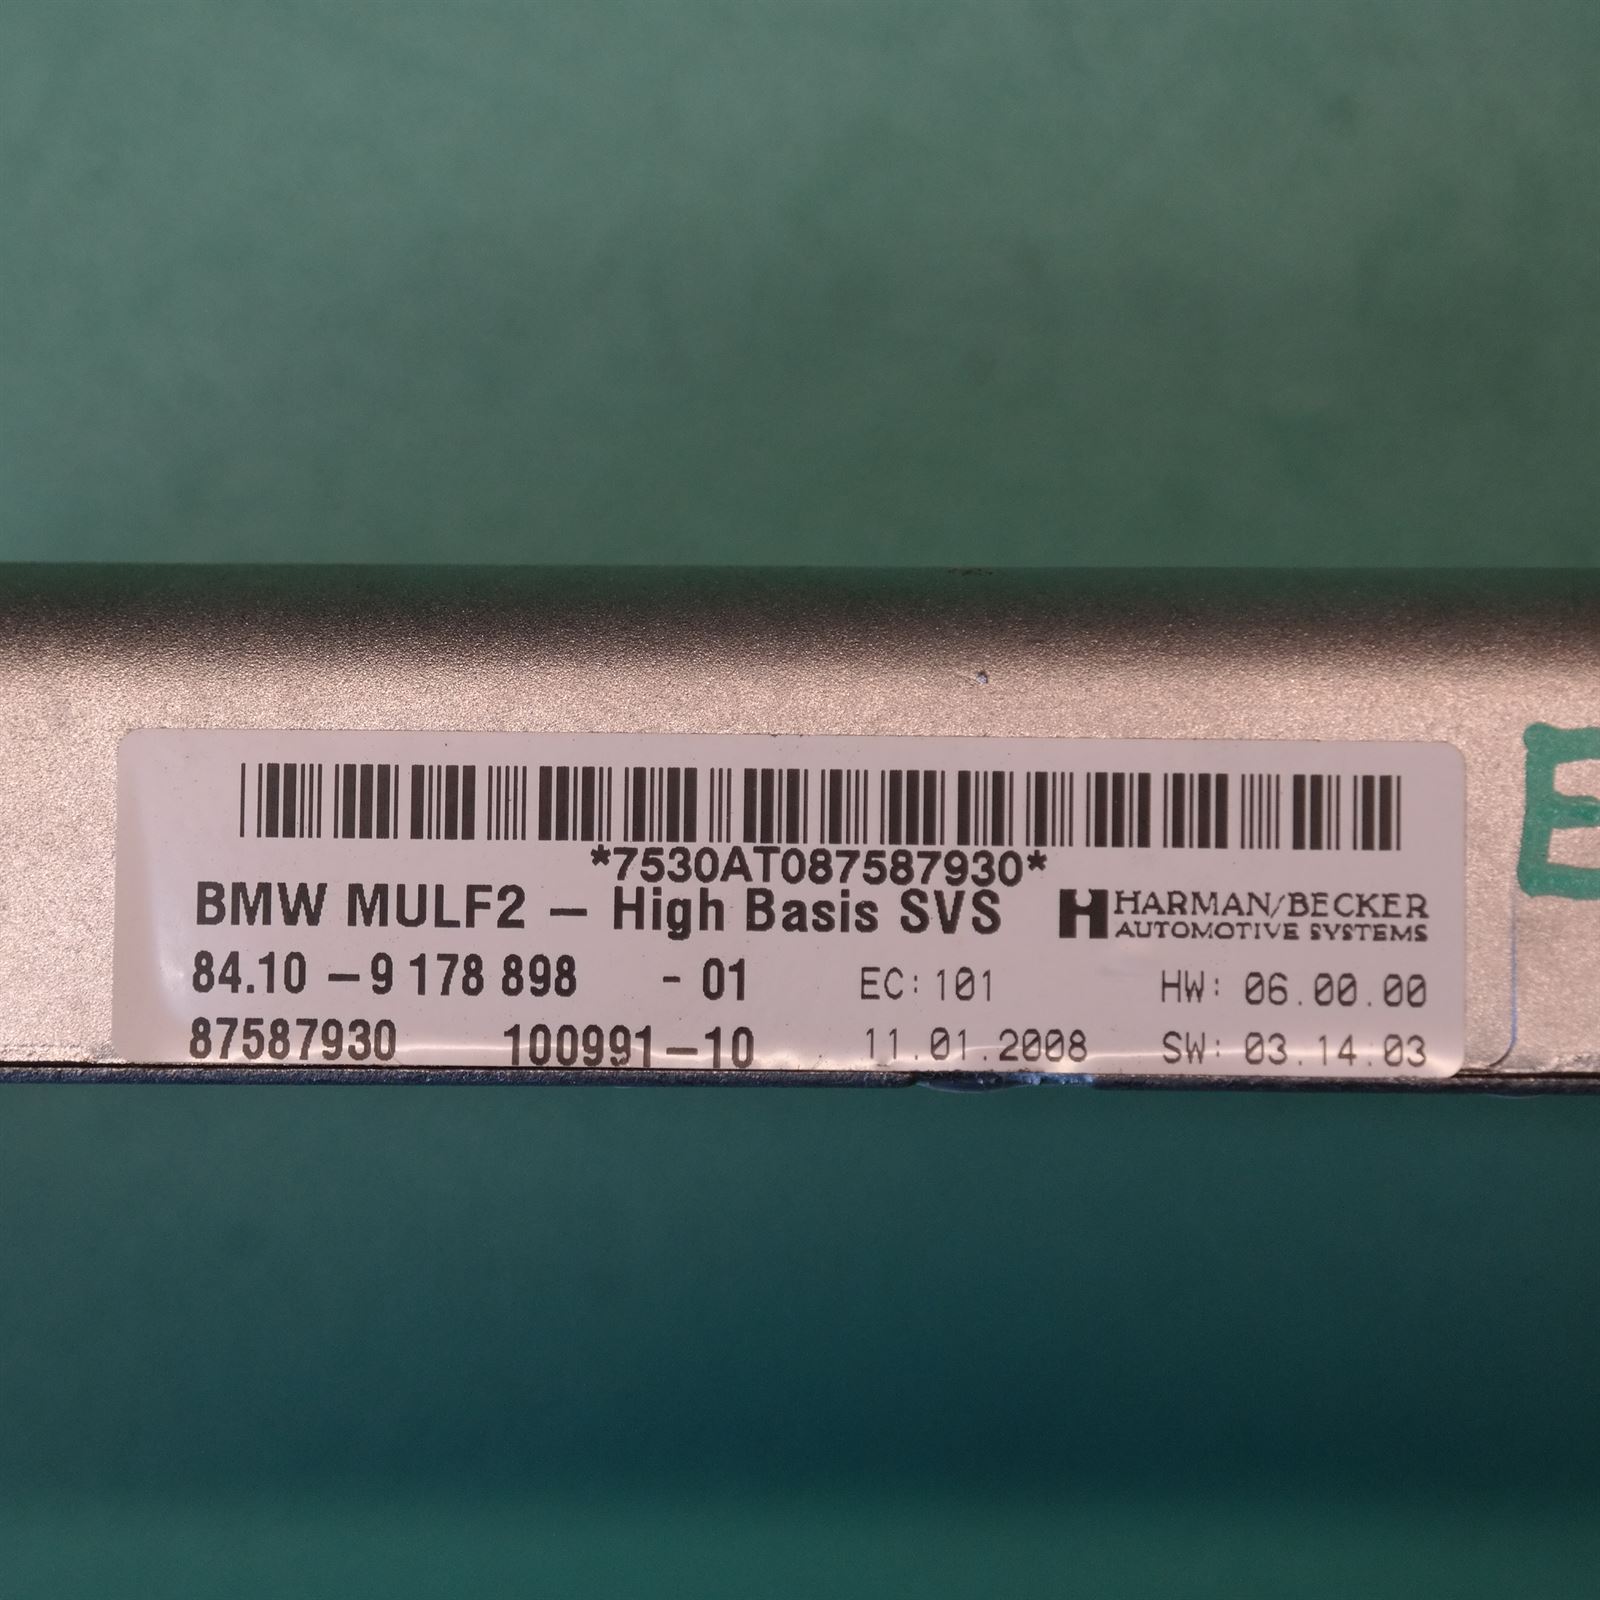 *7530AT087587930*
BMW MULF2 – High Basis SVS
HARMAN/BECKER
AUTOMOTIVE SYSTEMS
84.10 – 9 178 898 - 01 EC: 101 HW: 06.00.00
87587930 100991–10 11.01.2008 SW: 03.14.03
E